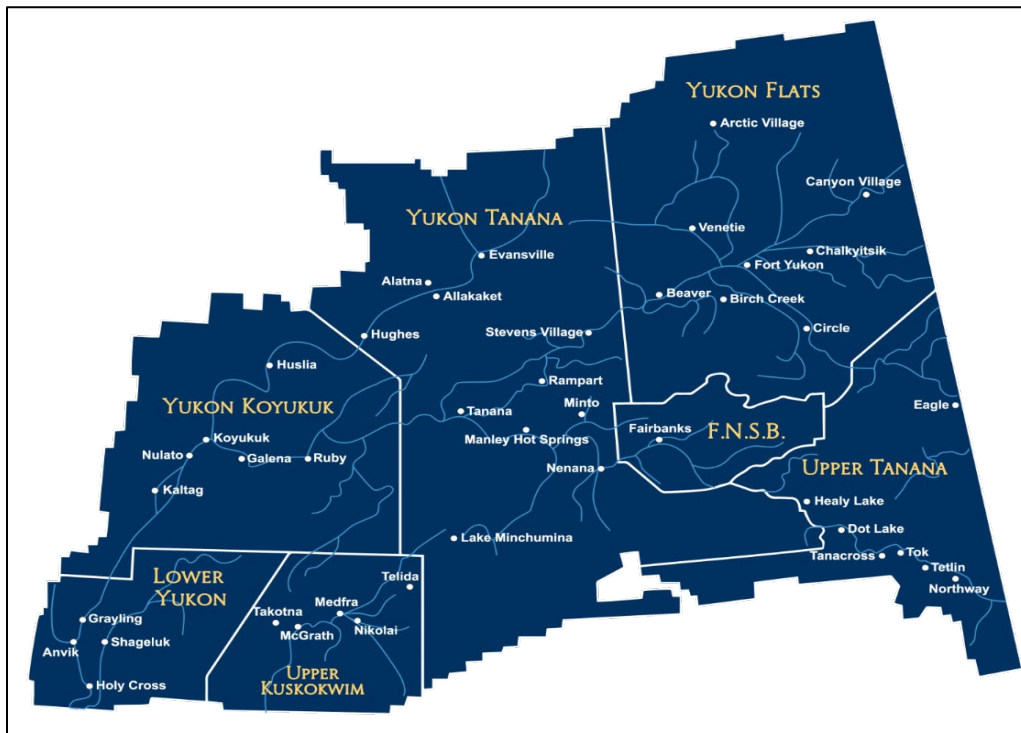 YUKON FLATS
Arctic Village
Canyon Village
YUKON TANANA
Venetie
Chalkyitsik
Evansville
Fort Yukon
Alatna
Allakaket
Beaver
Birch Creek
Stevens Village
Circle
Hughes
Huslia
Rampart
YUKON KOYUKUK
Tanana
Minto
Eagle
Manley Hot Springs
Fairbanks
F.N.S.B.
Koyukuk
Nulato
Galena
Ruby
Nenana
UPPER TANANA
Kaltag
Healy Lake
Dot Lake
Lake Minchumina
Tanacross
Tok
Tetlin
Northway
LOWER
YUKON
Telida
Takotna
Medfra
McGrath
Nikolai
Grayling
Anvik
Shageluk
UPPER
KUSKOKWIM
Holy Cross